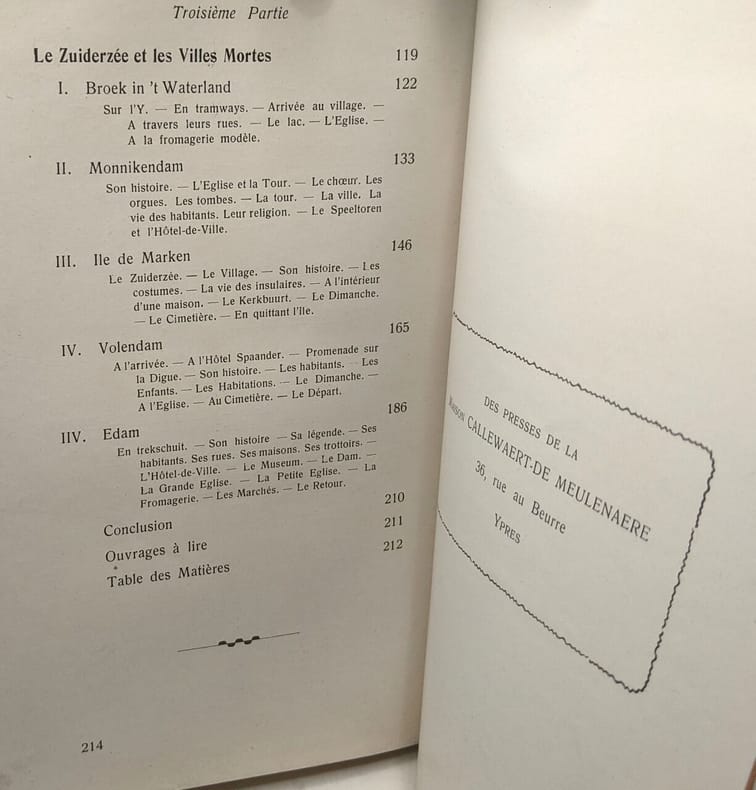 Troisième Partie
Le Zuiderzée et les Villes Mortes 119
I. Broek in 't Waterland 122
Sur l'Y. — En tramways. — Arrivée au village. —
A travers leurs rues. — Le lac. — L'Eglise. —
A la fromagerie modèle.
II. Monnikendam 133
Son histoire. — L'Eglise et la Tour. — Le chœur. Les
orgues. Les tombes. — La tour. — La ville. La
vie des habitants. Leur religion. — Le Speeltoren
et l'Hôtel-de-Ville.
III. Ile de Marken 146
Le Zuiderzée. — Le Village. — Son histoire. — Les
costumes. — La vie des insulaires. — A l'intérieur
d'une maison. — Le Kerkbuurt. — Le Dimanche.
— Le Cimetière. — En quittant l'île.
IV. Volendam 165
A l'arrivée. — A l'Hôtel Spaander. — Promenade sur
la Digue. — Son histoire. — Les habitants. — Les
Enfants. — Les Habitations. — Le Dimanche. —
A l'Eglise. — Au Cimetière. — Le Départ.
IIV. Edam 186
En trekschuit. — Son histoire — Sa légende. — Ses
habitants. Ses rues. Ses maisons. Ses trottoirs. —
L'Hôtel-de-Ville. — Le Museum. — Le Dam. —
La Grande Eglise. — La Petite Eglise. — La
Fromagerie. — Les Marchés. — Le Retour.
Conclusion 210
Ouvrages à lire 211
Table des Matières 212
214
DES PRESSES DE LA
MAISON CALLEWAERT-DE MEULENAERE
36, rue au Beurre
YPRES